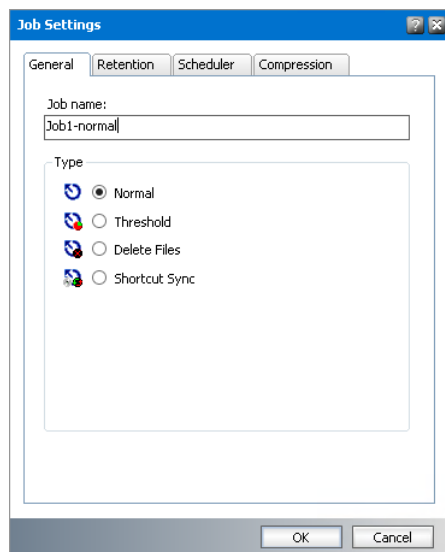 Job Settings
General Retention Scheduler Compression
Job name:
Job1-normal
Type
Normal
Threshold
Delete Files
Shortcut Sync
OK Cancel